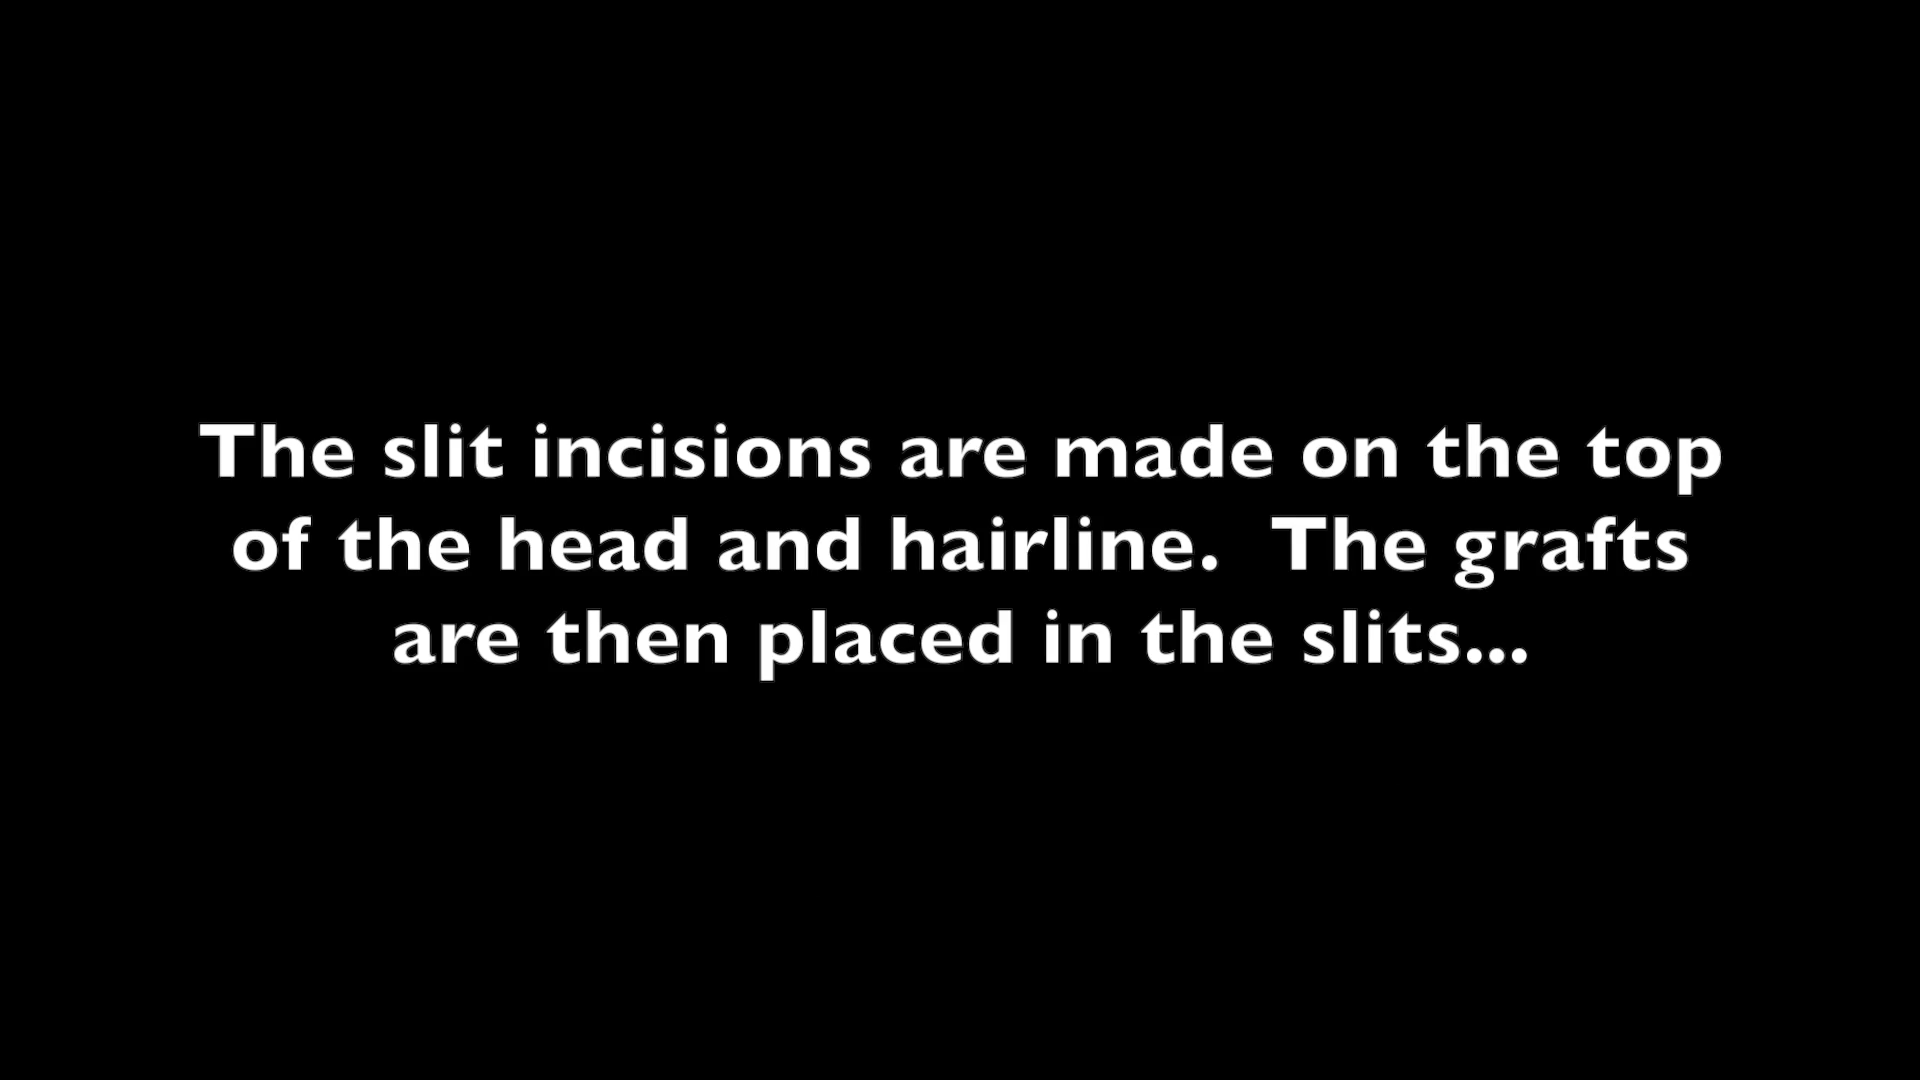 The slit incisions are made on the top
of the head and hairline.  The grafts
are then placed in the slits...